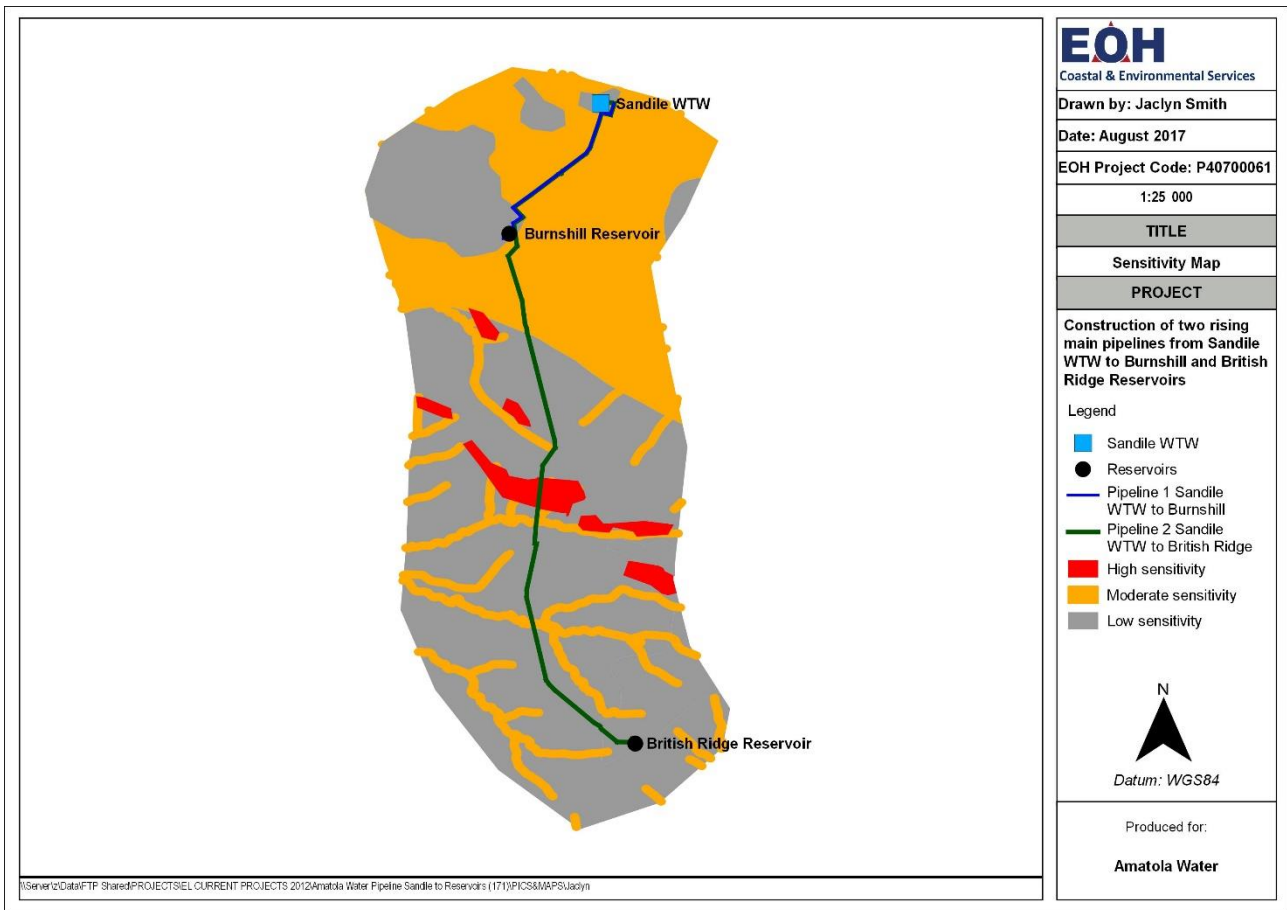 Sandile WTW
Burnshill Reservoir
British Ridge Reservoir
\\Server\z\Data\FTP Shared\PROJECTS\EL CURRENT PROJECTS 2012\Amatola Water Pipeline Sandile to Reservoirs (171)\PICS&MAPS\Jaclyn
EOH
Coastal & Environmental Services
Drawn by: Jaclyn Smith
Date: August 2017
EOH Project Code: P40700061
1:25 000
TITLE
Sensitivity Map
PROJECT
Construction of two rising
main pipelines from Sandile
WTW to Burnshill and British
Ridge Reservoirs
Legend
Sandile WTW
Reservoirs
Pipeline 1 Sandile
WTW to Burnshill
Pipeline 2 Sandile
WTW to British Ridge
High sensitivity
Moderate sensitivity
Low sensitivity
N
Datum: WGS84
Produced for:
Amatola Water